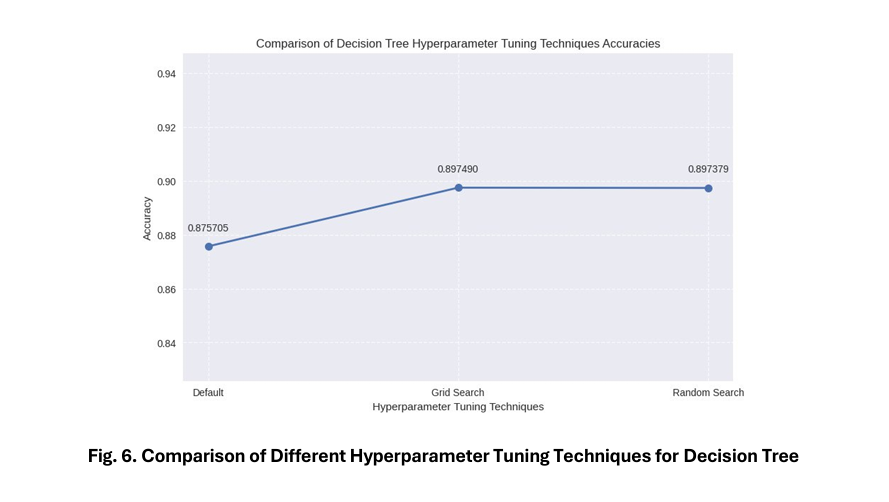 Comparison of Decision Tree Hyperparameter Tuning Techniques Accuracies
0.94
0.92
0.90
0.88
0.86
0.84
Accuracy
0.875705
0.897490
0.897379
Default
Grid Search
Random Search
Hyperparameter Tuning Techniques
Fig. 6. Comparison of Different Hyperparameter Tuning Techniques for Decision Tree